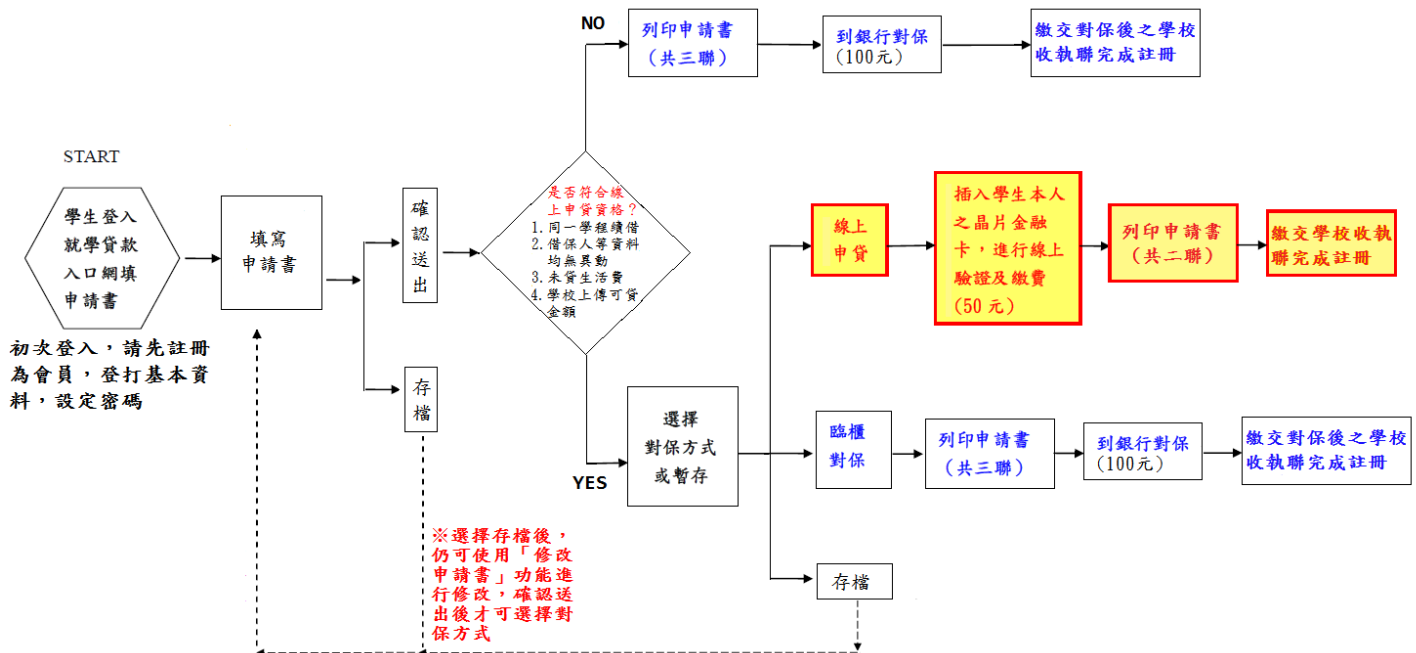 START
學生登入
就學貸款
入口網填
申請書
初次登入，請先註冊
為會員，登打基本資
料，設定密碼
填寫
申請書
確
認
送
出
存
檔
※選擇存檔後，
仍可使用「修改
申請書」功能進
行修改，確認送
出後才可選擇對
保方式
是否符合線
上申貸資格？
1. 同一學程續借
2. 借保人等資料
均無異動
3. 未貸生活費
4. 學校上傳可貸
金額
NO
列印申請書
（共三聯）
到銀行對保
(100元)
繳交對保後之學校
收執聯完成註冊
YES
選擇
對保方式
或暫存
線上
申貸
插入學生本人
之晶片金融
卡，進行線上
驗證及繳費
(50 元)
列印申請書
（共二聯）
繳交學校收執
聯完成註冊
臨櫃
對保
列印申請書
（共三聯）
到銀行對保
(100元)
繳交對保後之學校
收執聯完成註冊
存檔